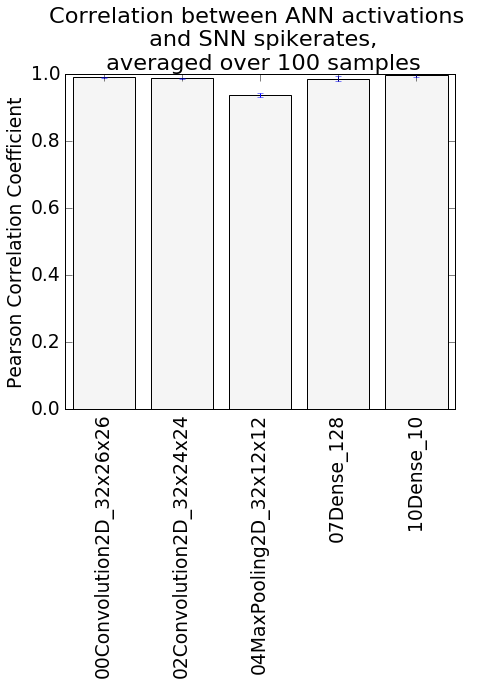 Correlation between ANN activations
and SNN spikerates,
averaged over 100 samples
Pearson Correlation Coefficient
1.0
0.8
0.6
0.4
0.2
0.0
00Convolution2D_32x26x26
02Convolution2D_32x24x24
04MaxPooling2D_32x12x12
07Dense_128
10Dense_10